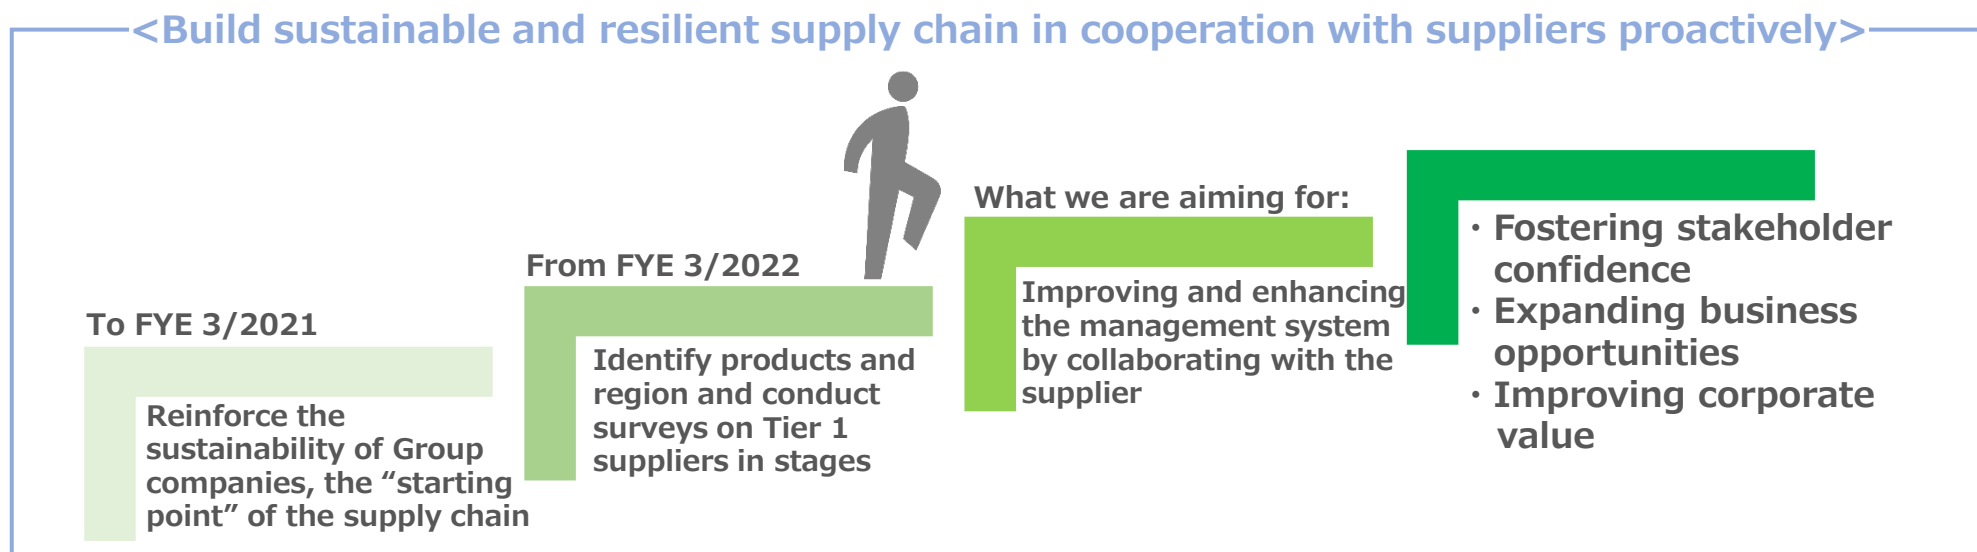 <Build sustainable and resilient supply chain in cooperation with suppliers proactively>
To FYE 3/2021
Reinforce the
sustainability of Group
companies, the “starting
point” of the supply chain
From FYE 3/2022
Identify products and
region and conduct
surveys on Tier 1
suppliers in stages
What we are aiming for:
Improving and enhancing
the management system
by collaborating with the
supplier
・Fostering stakeholder
confidence
・Expanding business
opportunities
・Improving corporate
value